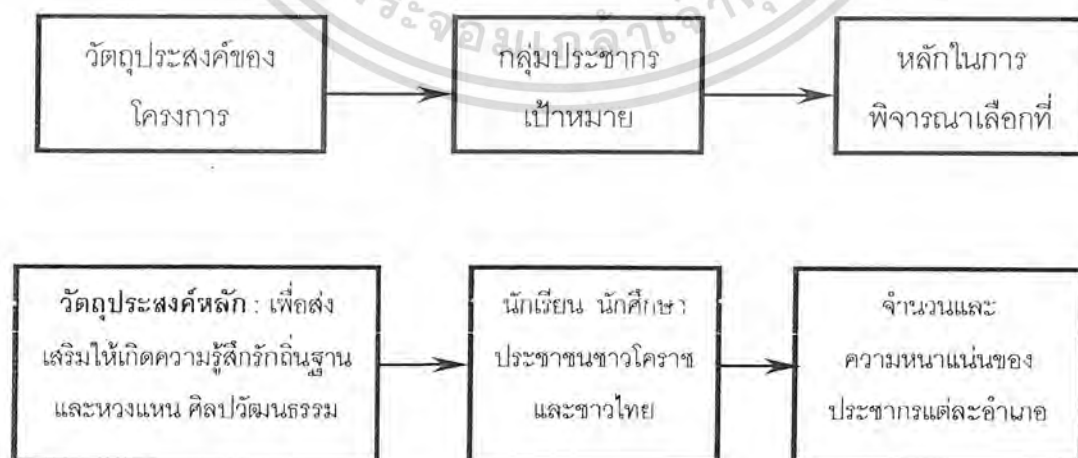 วัตถุประสงค์ของ
โครงการ
กลุ่มประชากร
เป้าหมาย
หลักในการ
พิจารณาเลือกที่
วัตถุประสงค์หลัก : เพื่อส่ง
เสริมให้เกิดความรู้สึกรักถิ่นฐาน
และหวงแหน ศิลปวัฒนธรรม
นักเรียน นักศึกษา
ประชาชนชาวโคราช
และชาวไทย
จำนวนและ
ความหนาแน่นของ
ประชากรแต่ละอำเภอ